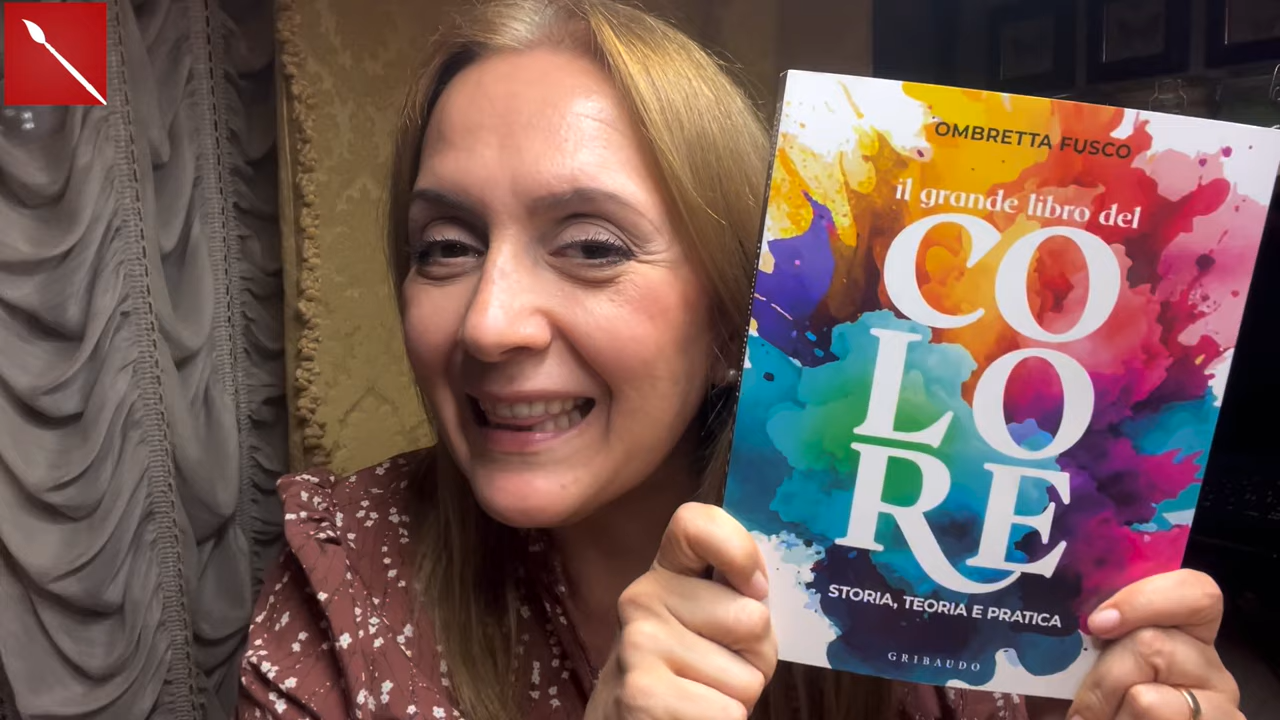 OMBRETTA FUSCO
il grande libro del
CO
LO
RE
STORIA, TEORIA E PRATICA
GRIBAUDO